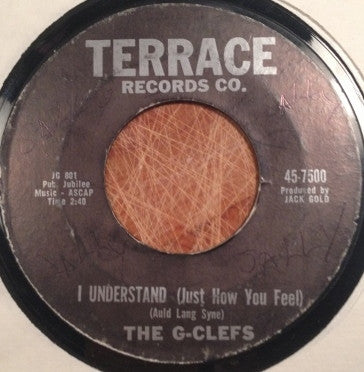 TERRACE
RECORDS CO.
JG 801
Pub. Jubilee
Music - ASCAP
Time 2:40
45-7500
Produced by
JACK GOLD
I UNDERSTAND (Just How You Feel)
(Auld Lang Syne)
THE G-CLEFS